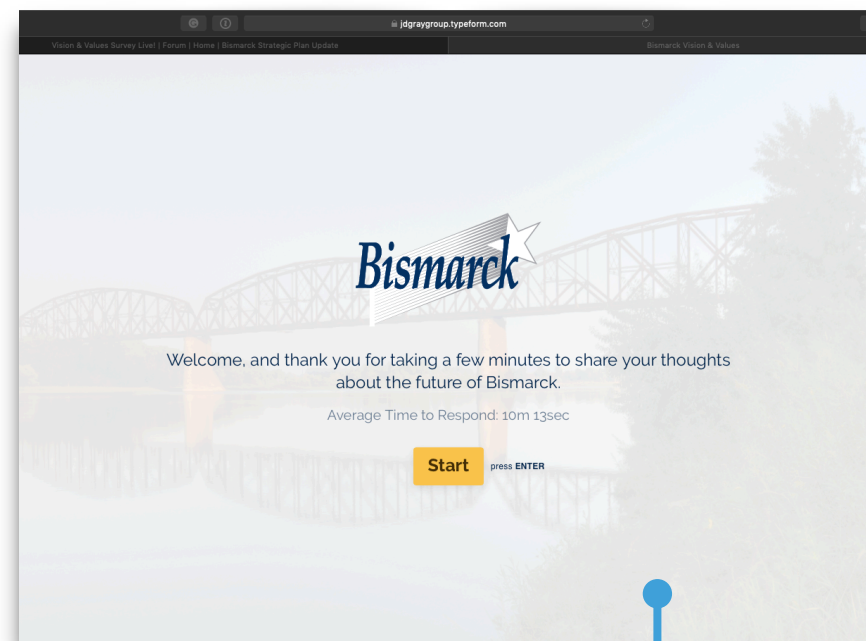 jdgraygroup.typeform.com
Vision & Values Survey Live! | Forum | Home | Bismarck Strategic Plan Update
Bismarck Vision & Values
Bismarck
Welcome, and thank you for taking a few minutes to share your thoughts
about the future of Bismarck.
Average Time to Respond: 10m 13sec
Start press ENTER